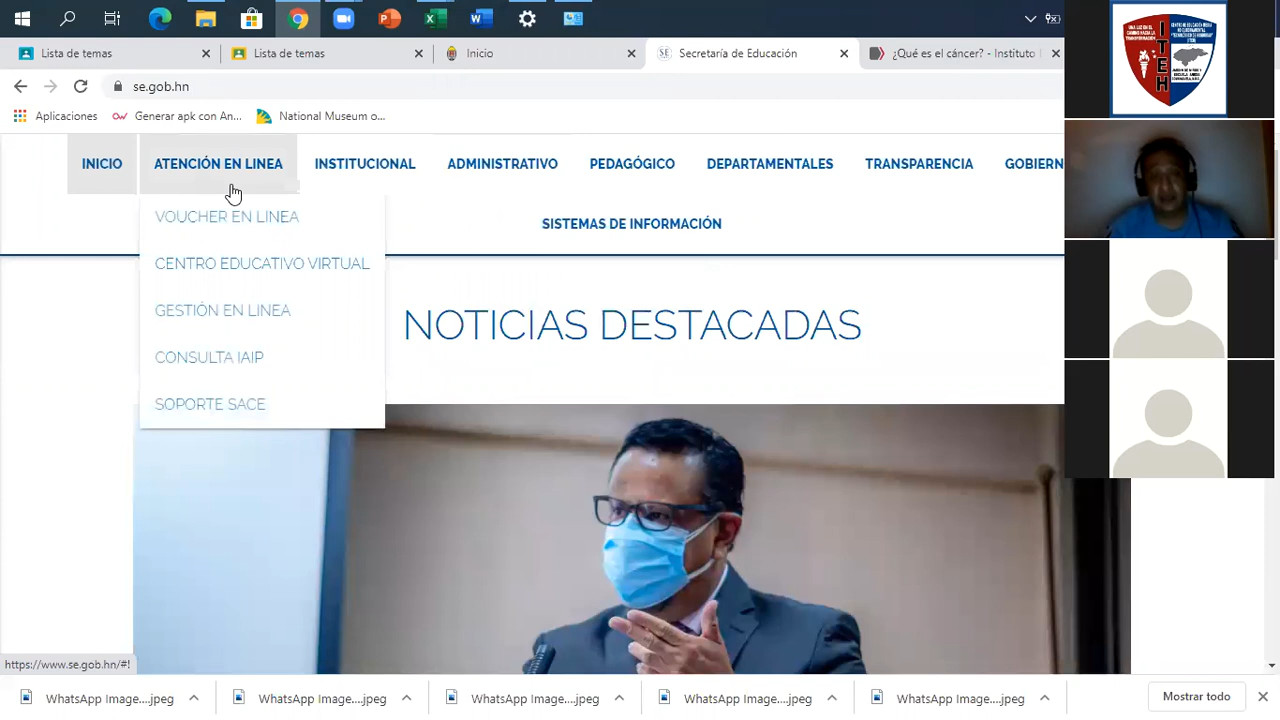 Lista de temas
Lista de temas
Inicio
Secretaría de Educación
¿Qué es el cáncer? - Instituto
se.gob.hn
Aplicaciones
Generar apk con An...
National Museum o...
INICIO
ATENCIÓN EN LINEA
INSTITUCIONAL
ADMINISTRATIVO
PEDAGÓGICO
DEPARTAMENTALES
TRANSPARENCIA
GOBIERN
SISTEMAS DE INFORMACIÓN
VOUCHER EN LINEA
CENTRO EDUCATIVO VIRTUAL
GESTIÓN EN LíNEA
CONSULTA IAIP
SOPORTE SACE
NOTICIAS DESTACADAS
https://www.se.gob.hn/#!
WhatsApp Image....jpeg
WhatsApp Image....jpeg
WhatsApp Image....jpeg
WhatsApp Image....jpeg
WhatsApp Image....jpeg
Mostrar todo
ITEH